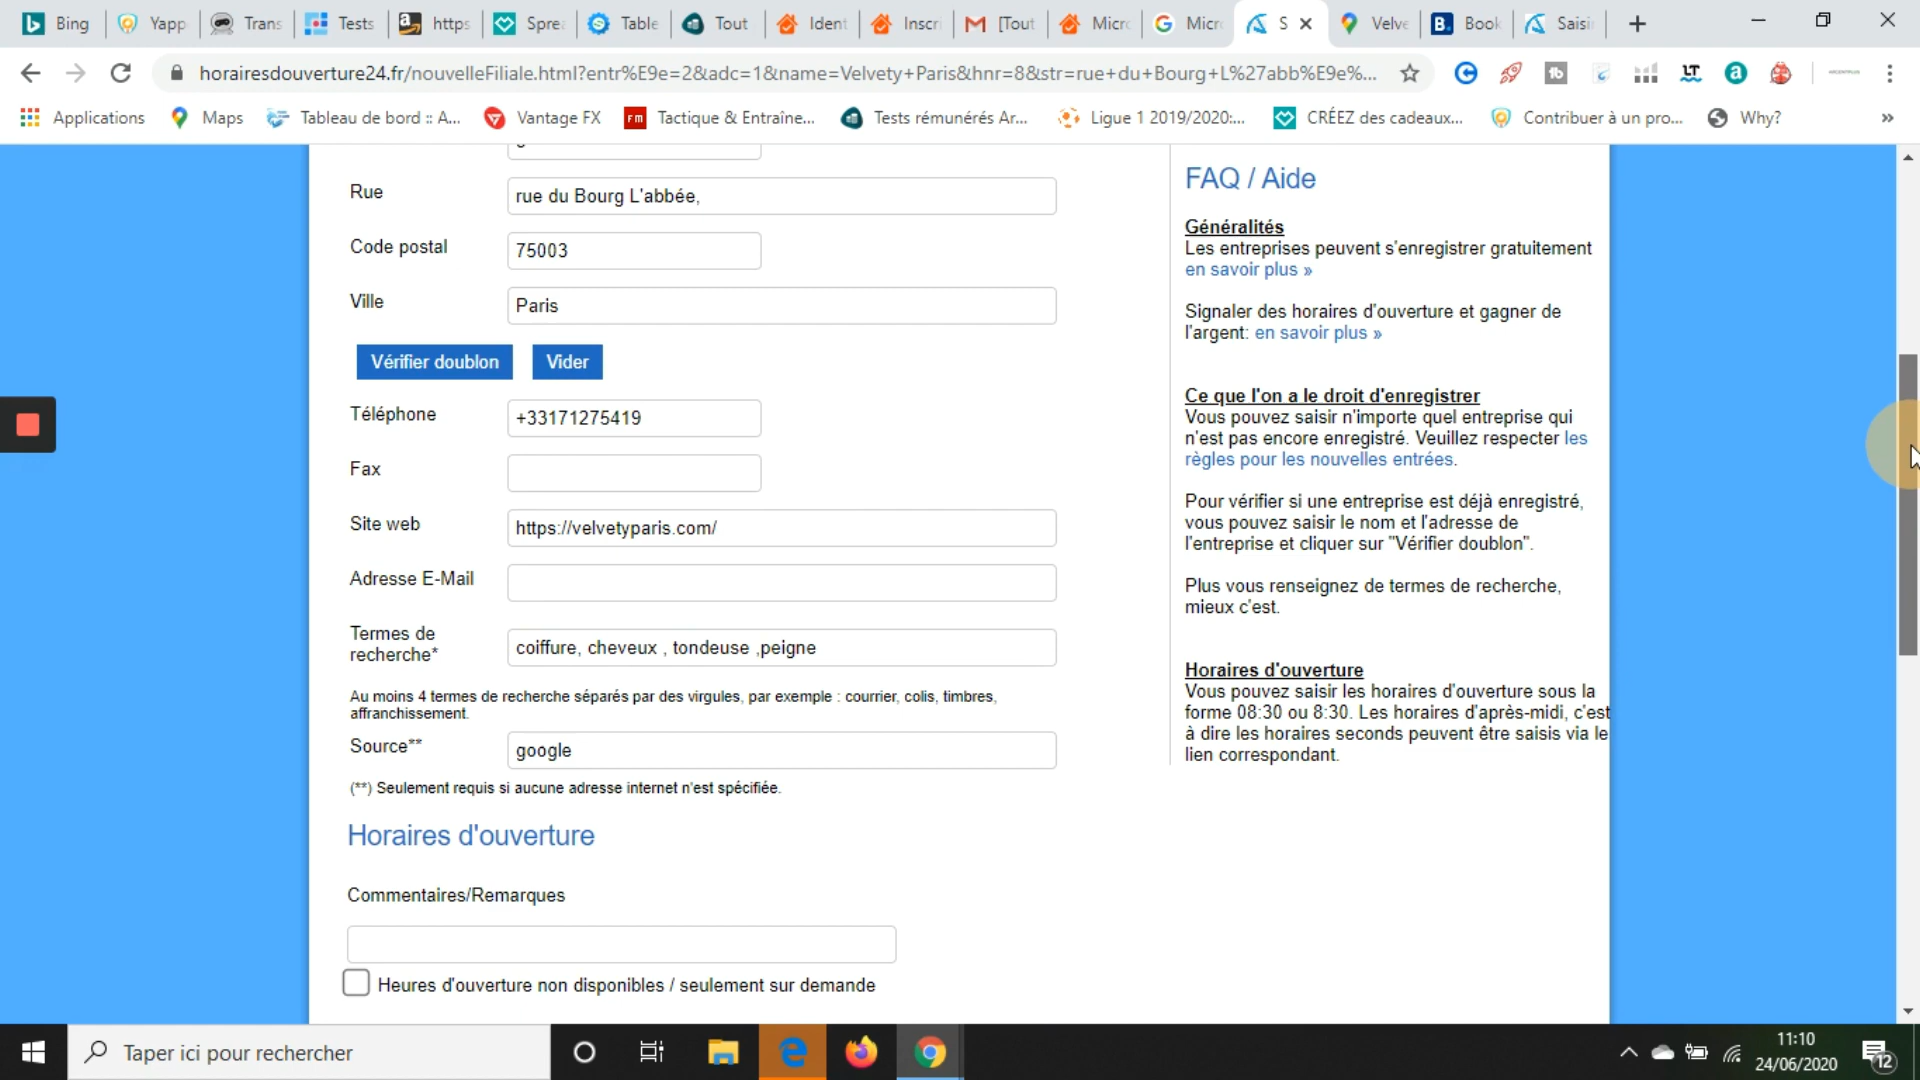 Bing
Yapp
Trans
Tests
https
Sprea
Table
Tout
Ident
Inscri
[Tout
Micro
Micro
S
Velve
Book
Saisi
horairesdouverture24.fr/nouvelleFiliale.html?entr%E9e=2&adc=1&name=Velvety+Paris&hnr=8&str=rue+du+Bourg+L%27abb%E9e%...
Applications
Maps
Tableau de bord :: A...
Vantage FX
Tactique & Entraîne...
Tests rémunérés Ar...
Ligue 1 2019/2020:...
CRÉEZ des cadeaux...
Contribuer à un pro...
Why?
»
Rue
rue du Bourg L'abbée,
Code postal
75003
Ville
Paris
Vérifier doublon
Vider
Téléphone
+33171275419
Fax
Site web
https://velvetyparis.com/
Adresse E-Mail
Termes de
recherche*
coiffure, cheveux , tondeuse ,peigne
Au moins 4 termes de recherche séparés par des virgules, par exemple : courrier, colis, timbres,
affranchissement.
Source**
google
(**) Seulement requis si aucune adresse internet n'est spécifiée.
Horaires d'ouverture
Commentaires/Remarques
Heures d'ouverture non disponibles / seulement sur demande
FAQ / Aide
Généralités
Les entreprises peuvent s'enregistrer gratuitement
en savoir plus »
Signaler des horaires d'ouverture et gagner de
l'argent: en savoir plus »
Ce que l'on a le droit d'enregistrer
Vous pouvez saisir n'importe quel entreprise qui
n'est pas encore enregistré. Veuillez respecter les
règles pour les nouvelles entrées.
Pour vérifier si une entreprise est déjà enregistré,
vous pouvez saisir le nom et l'adresse de
l'entreprise et cliquer sur "Vérifier doublon".
Plus vous renseignez de termes de recherche,
mieux c'est.
Horaires d'ouverture
Vous pouvez saisir les horaires d'ouverture sous la
forme 08:30 ou 8:30. Les horaires d'après-midi, c'est
à dire les horaires seconds peuvent être saisis via le
lien correspondant.
Taper ici pour rechercher
11:10
24/06/2020
12